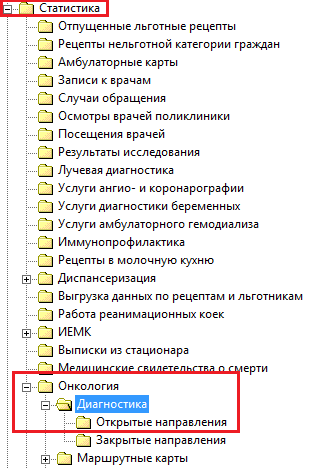 Статистика
Отпущенные льготные рецепты
Рецепты нельготной категории граждан
Амбулаторные карты
Записи к врачам
Случаи обращения
Осмотры врачей поликлиники
Посещения врачей
Результаты исследования
Лучевая диагностика
Услуги ангио- и коронарографии
Услуги диагностики беременных
Услуги амбулаторного гемодиализа
Иммунопрофилактика
Рецепты в молочную кухню
Диспансеризация
Выгрузка данных по рецептам и льготникам
Работа реанимационных коек
ИЕМК
Выписки из стационара
Медицинские свидетельства о смерти
Онкология
Диагностика
Открытые направления
Закрытые направления
Маршрутные карты